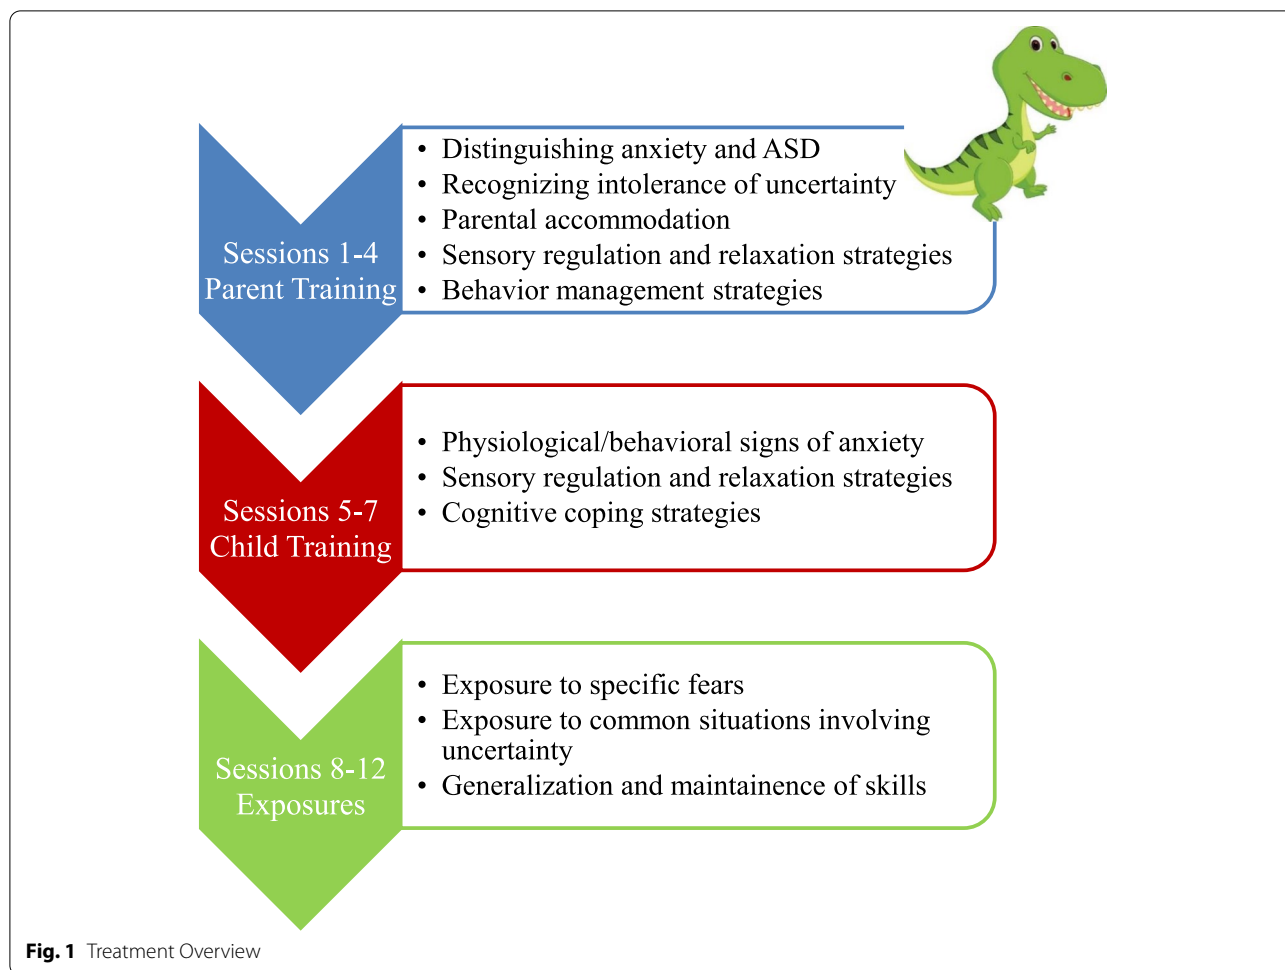 Sessions 1-4
Parent Training
• Distinguishing anxiety and ASD
• Recognizing intolerance of uncertainty
• Parental accommodation
• Sensory regulation and relaxation strategies
• Behavior management strategies
Sessions 5-7
Child Training
• Physiological/behavioral signs of anxiety
• Sensory regulation and relaxation strategies
• Cognitive coping strategies
Sessions 8-12
Exposures
• Exposure to specific fears
• Exposure to common situations involving
uncertainty
• Generalization and maintainence of skills
Fig. 1 Treatment Overview